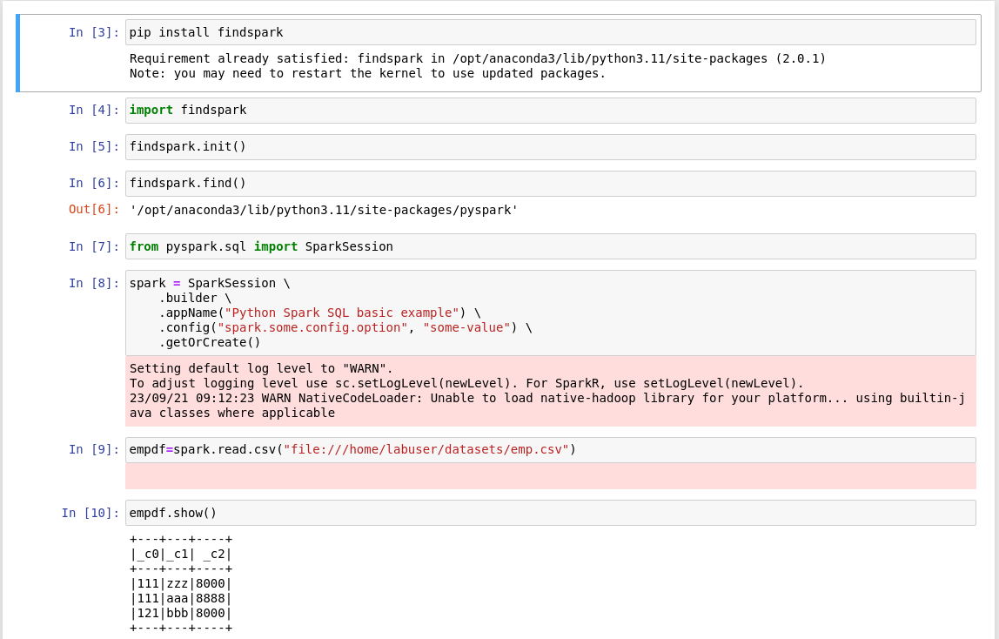 In [3]: pip install findspark
Requirement already satisfied: findspark in /opt/anaconda3/lib/python3.11/site-packages (2.0.1)
Note: you may need to restart the kernel to use updated packages.
In [4]: import findspark
In [5]: findspark.init()
In [6]: findspark.find()
Out[6]: '/opt/anaconda3/lib/python3.11/site-packages/pyspark'
In [7]: from pyspark.sql import SparkSession
In [8]: spark = SparkSession \
    .builder \
    .appName("Python Spark SQL basic example") \
    .config("spark.some.config.option", "some-value") \
    .getOrCreate()
Setting default log level to "WARN".
To adjust logging level use sc.setLogLevel(newLevel). For SparkR, use setLogLevel(newLevel).
23/09/21 09:12:23 WARN NativeCodeLoader: Unable to load native-hadoop library for your platform... using builtin-j
ava classes where applicable
In [9]: empdf=spark.read.csv("file:///home/labuser/datasets/emp.csv")
In [10]: empdf.show()
+---+---+----+
|_c0|_c1| _c2|
+---+---+----+
|111|zzz|8000|
|111|aaa|8888|
|121|bbb|8000|
+---+---+----+